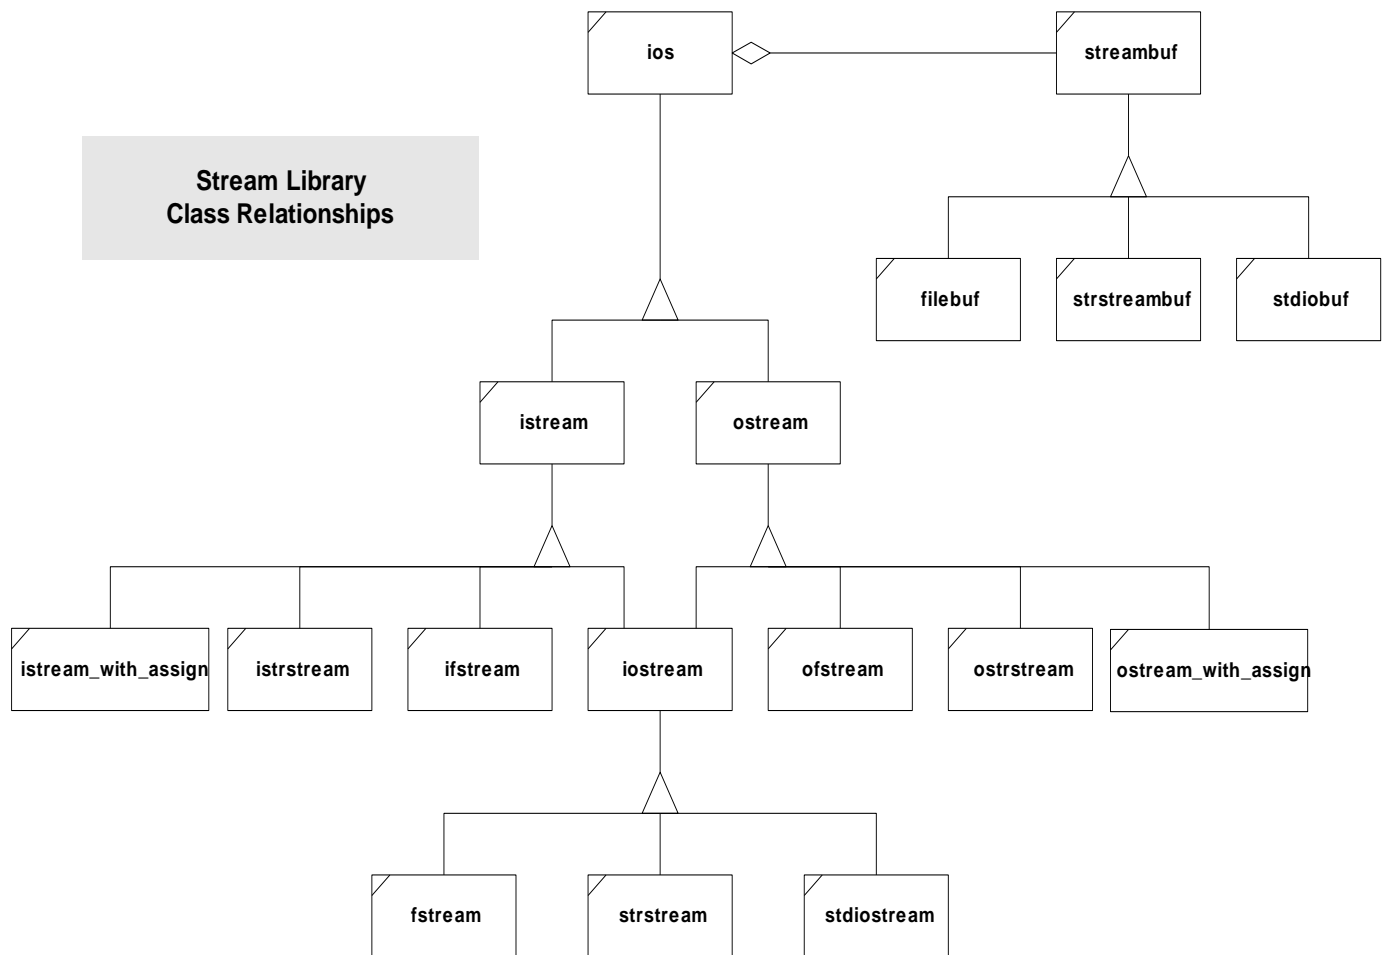 ios
streambuf
Stream Library
Class Relationships
filebuf
strstreambuf
stdiobuf
istream
ostream
istream_with_assign
istrstream
ifstream
iostream
ofstream
ostrstream
ostream_with_assign
fstream
strstream
stdiostream